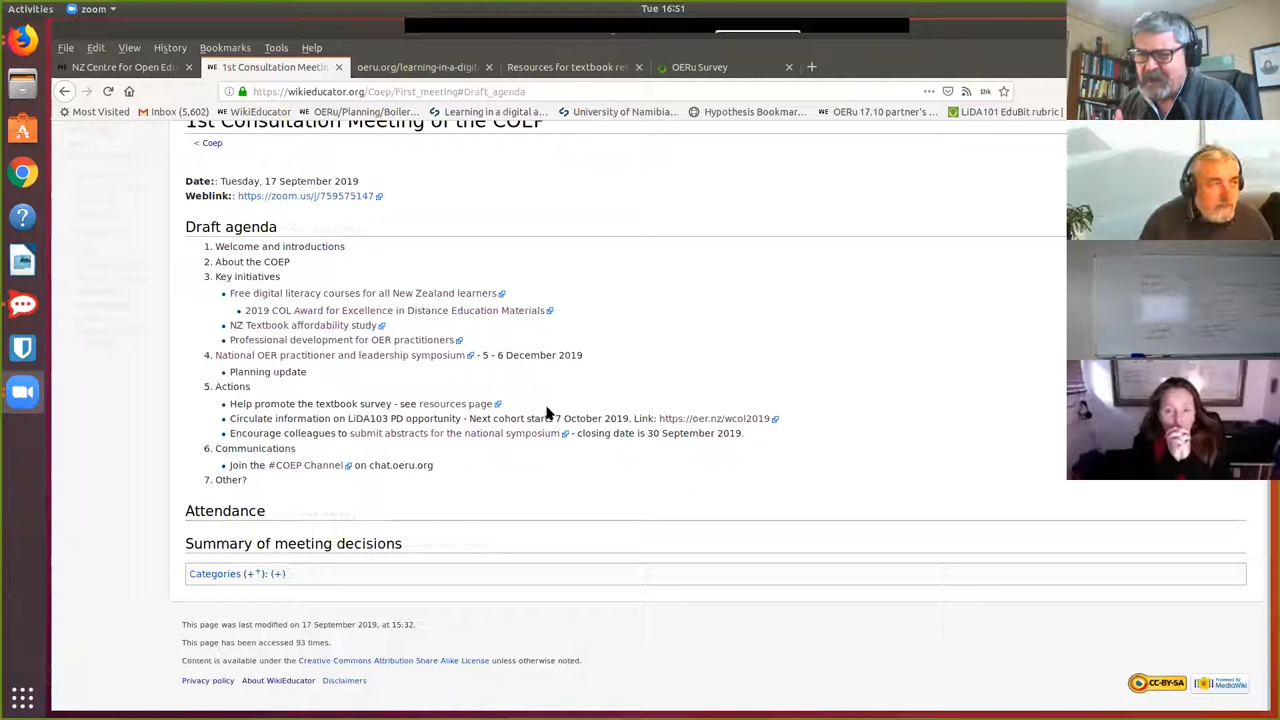 Activities zoom Tue 16:51
File Edit View History Bookmarks Tools Help
NZ Centre for Open Edu 1st Consultation Meetin oeru.org/learning-in-a-digit Resources for textbook res OERu Survey
https://wikieducator.org/Coep/First_meeting#Draft_agenda 1hk
Most Visited Inbox (5,602) WikiEducator OERu/Planning/Boiler... Learning in a digital a... University of Namibia... Hypothesis Bookmar... OERu 17.10 partner's ... LiDA101 EduBit rubric
1st Consultation Meeting of the COEP
< Coep
Date:: Tuesday, 17 September 2019
Weblink:: https://zoom.us/j/759575147
Draft agenda
1. Welcome and introductions
2. About the COEP
3. Key initiatives
Free digital literacy courses for all New Zealand learners
2019 COL Award for Excellence in Distance Education Materials
NZ Textbook affordability study
Professional development for OER practitioners
4. National OER practitioner and leadership symposium - 5 - 6 December 2019
Planning update
5. Actions
Help promote the textbook survey - see resources page
Circulate information on LiDA103 PD opportunity - Next cohort start 7 October 2019. Link: https://oer.nz/wcol2019
Encourage colleagues to submit abstracts for the national symposium - closing date is 30 September 2019.
6. Communications
Join the #COEP Channel on chat.oeru.org
7. Other?
Attendance
Summary of meeting decisions
Categories (++): (+)
This page was last modified on 17 September 2019, at 15:32.
This page has been accessed 93 times.
Content is available under the Creative Commons Attribution Share Alike License unless otherwise noted.
Privacy policy About WikiEducator Disclaimers
CC-BY-SA Powered By MediaWiki